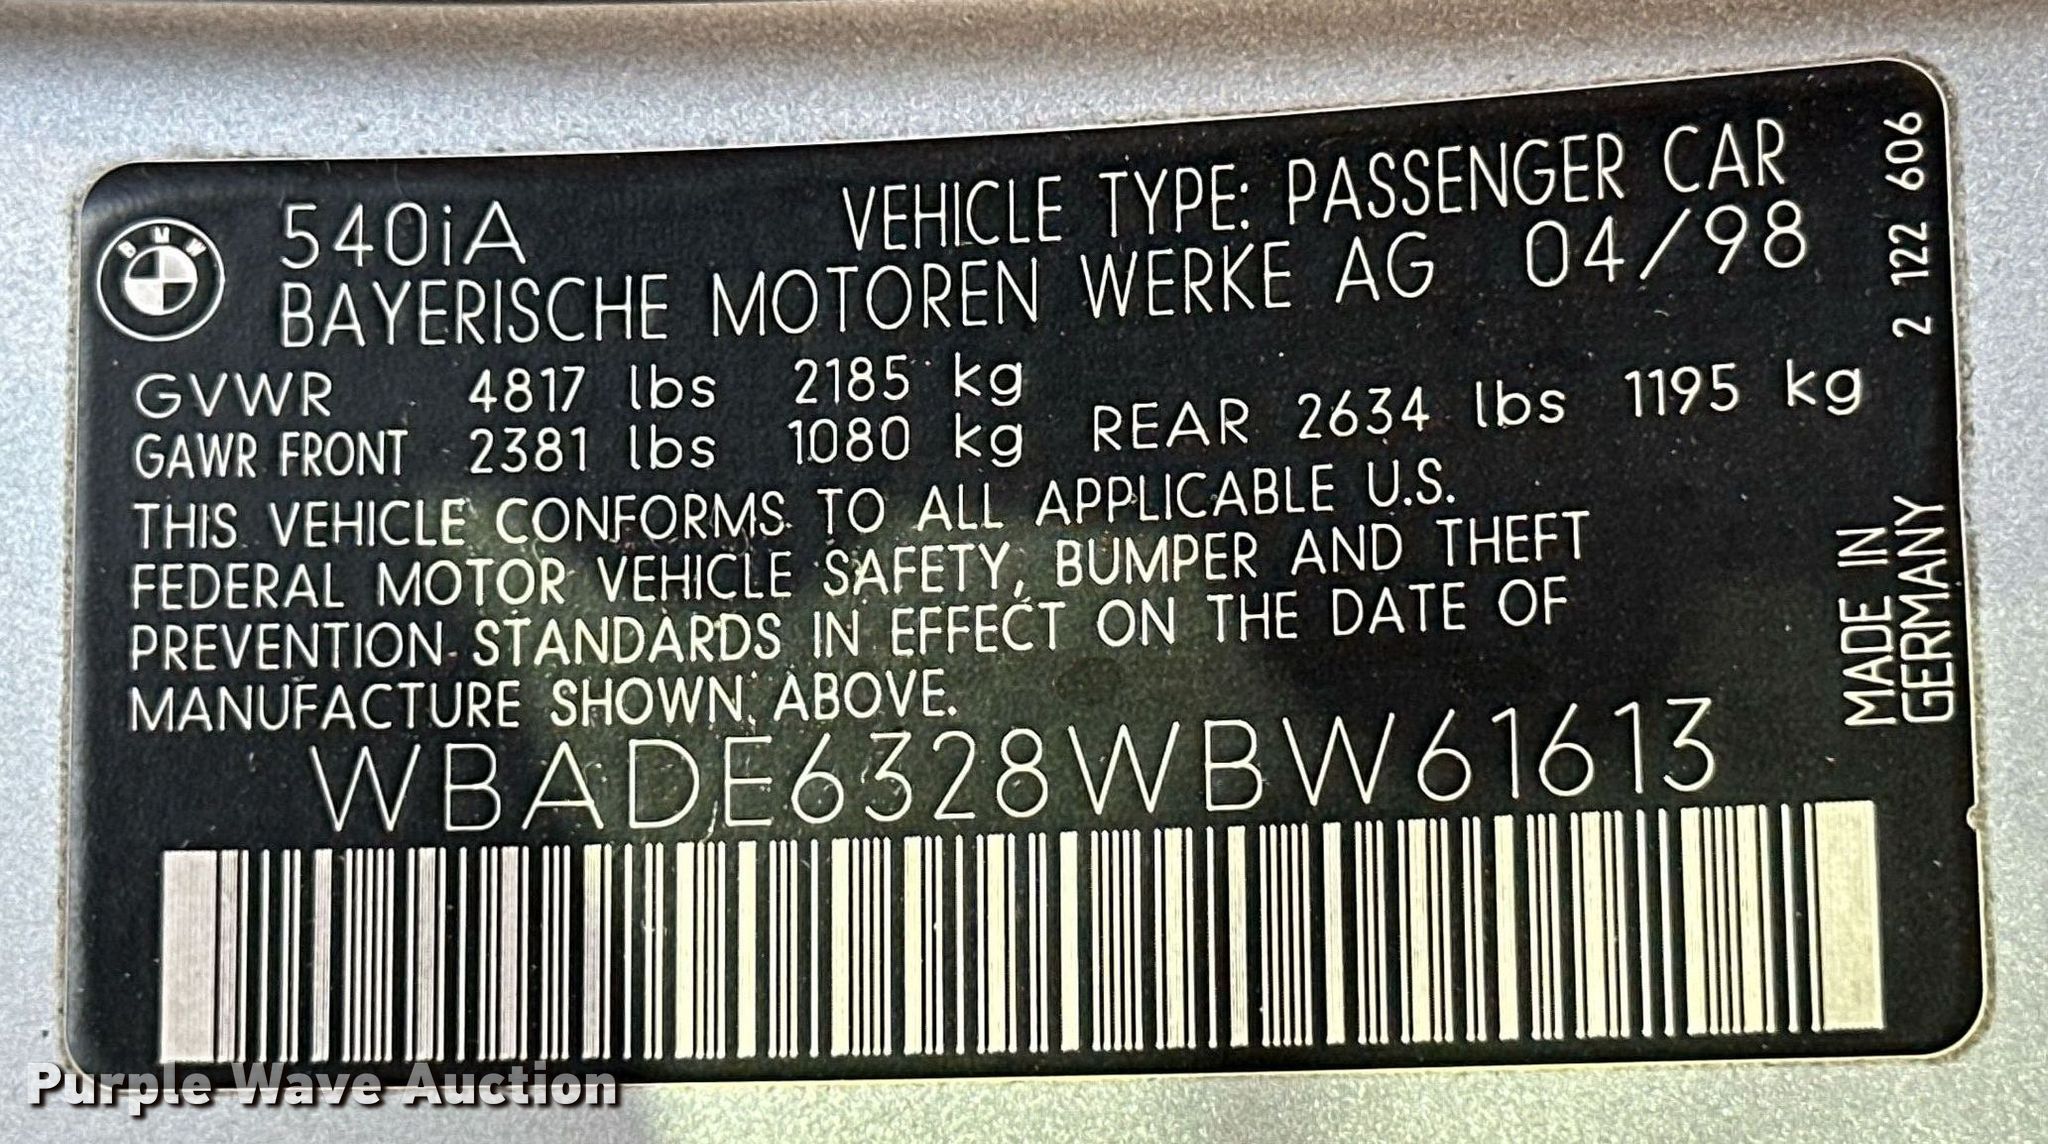 BMW
540iA VEHICLE TYPE: PASSENGER CAR
BAYERISCHE MOTOREN WERKE AG 04/98
GVWR 4817 lbs 2185 kg
GAWR FRONT 2381 lbs 1080 kg REAR 2634 lbs 1195 kg
THIS VEHICLE CONFORMS TO ALL APPLICABLE U.S.
FEDERAL MOTOR VEHICLE SAFETY, BUMPER AND THEFT
PREVENTION STANDARDS IN EFFECT ON THE DATE OF
MANUFACTURE SHOWN ABOVE.
WBADE6328WBW61613
2 122 606
MADE IN
GERMANY
Purple Wave Auction